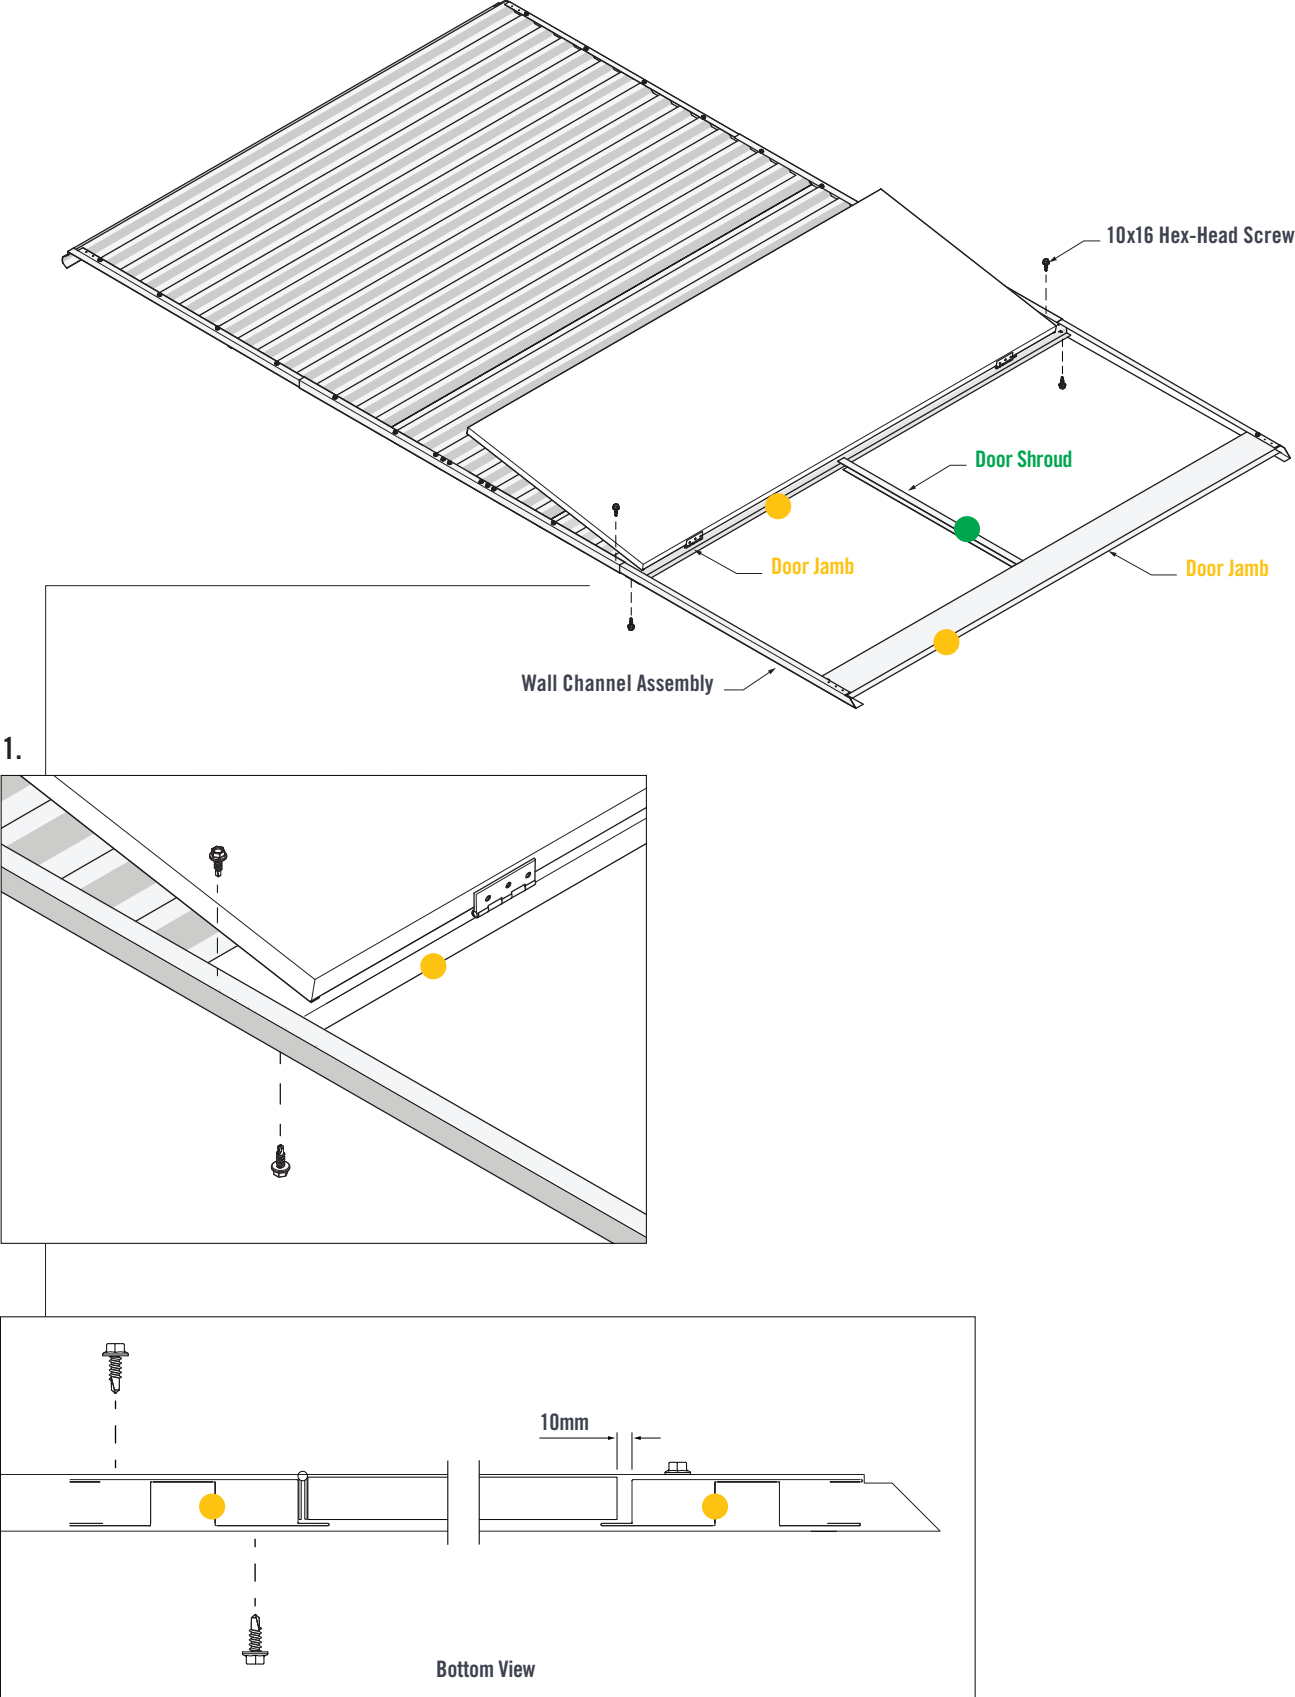 10x16 Hex-Head Screw
Door Shroud
Door Jamb
Door Jamb
Wall Channel Assembly
1.
10mm
Bottom View